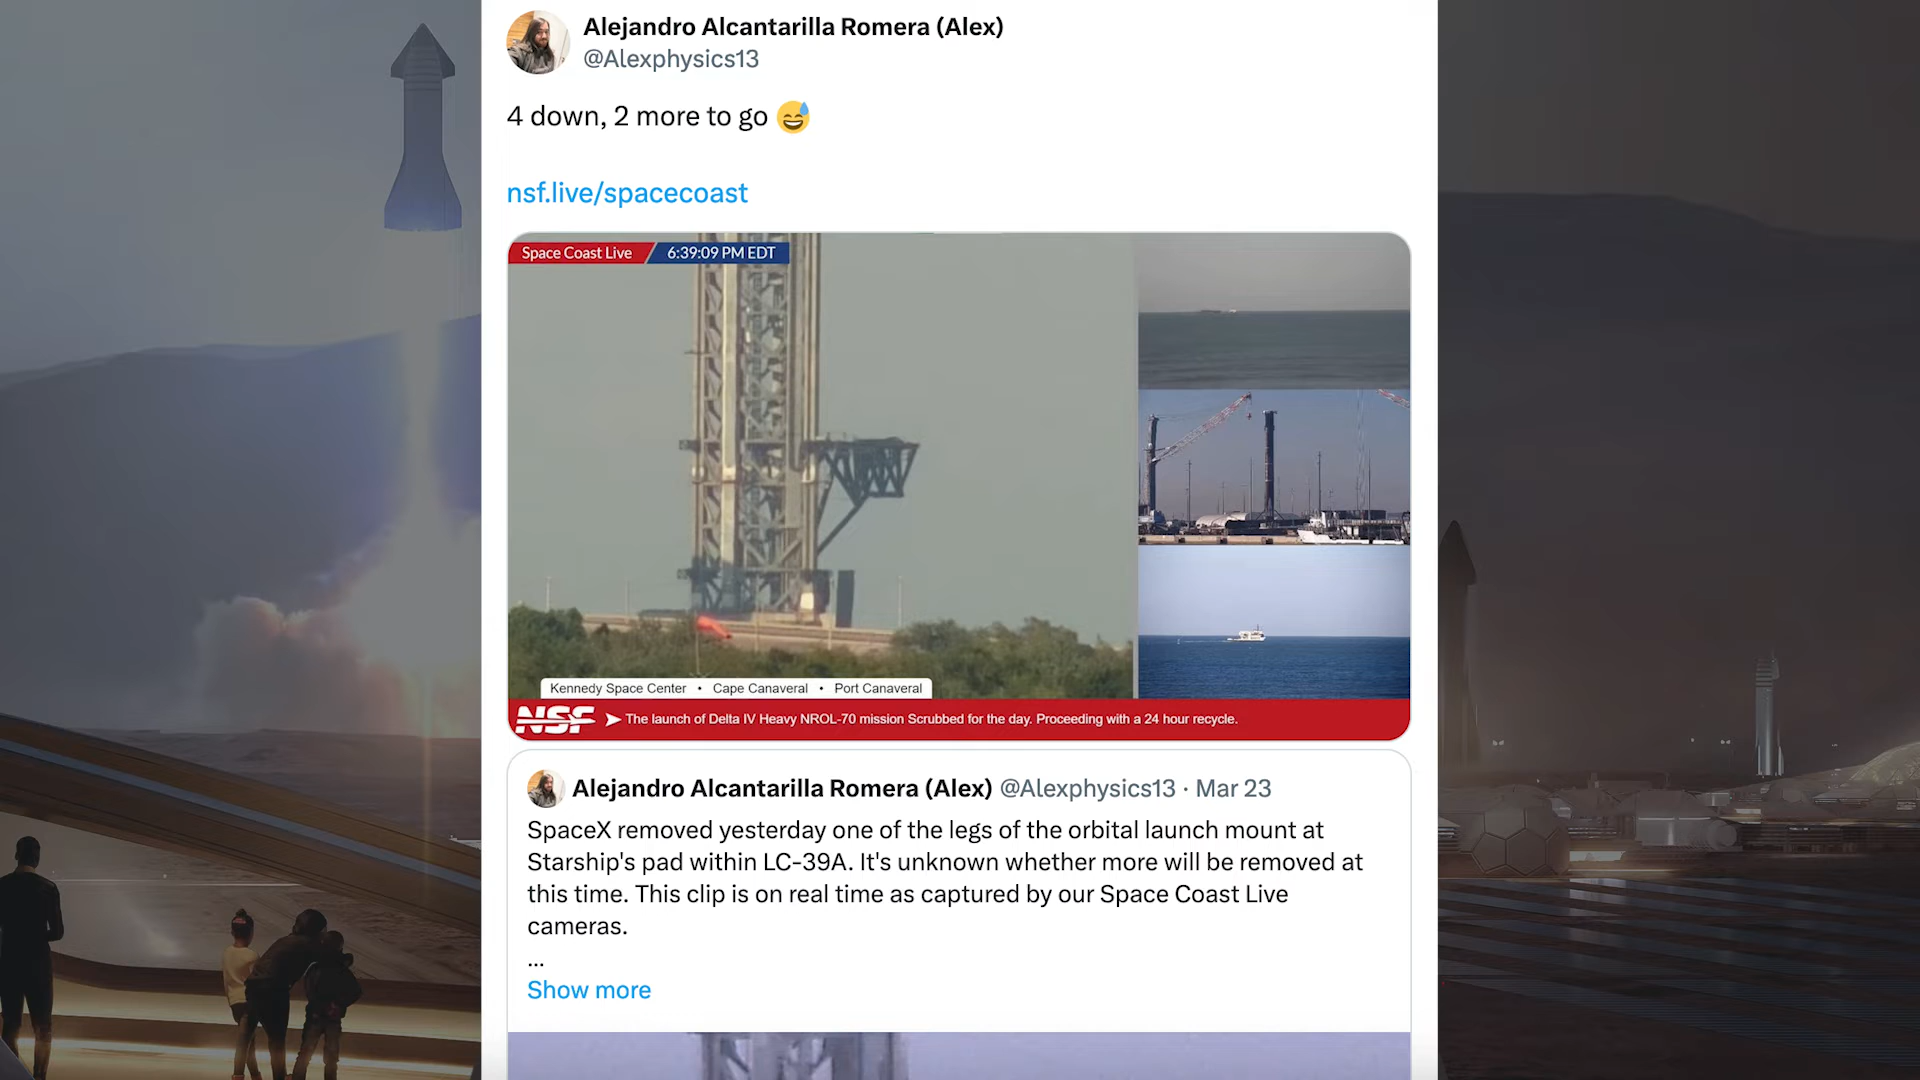 Alejandro Alcantarilla Romera (Alex)
@Alexphysics13
4 down, 2 more to go 😅
nsf.live/spacecoast
Space Coast Live 6:39:09 PM EDT
Kennedy Space Center • Cape Canaveral • Port Canaveral
NSF ➤ The launch of Delta IV Heavy NROL-70 mission Scrubbed for the day. Proceeding with a 24 hour recycle.
Alejandro Alcantarilla Romera (Alex) @Alexphysics13 · Mar 23
SpaceX removed yesterday one of the legs of the orbital launch mount at
Starship's pad within LC-39A. It's unknown whether more will be removed at
this time. This clip is on real time as captured by our Space Coast Live
cameras.
...
Show more